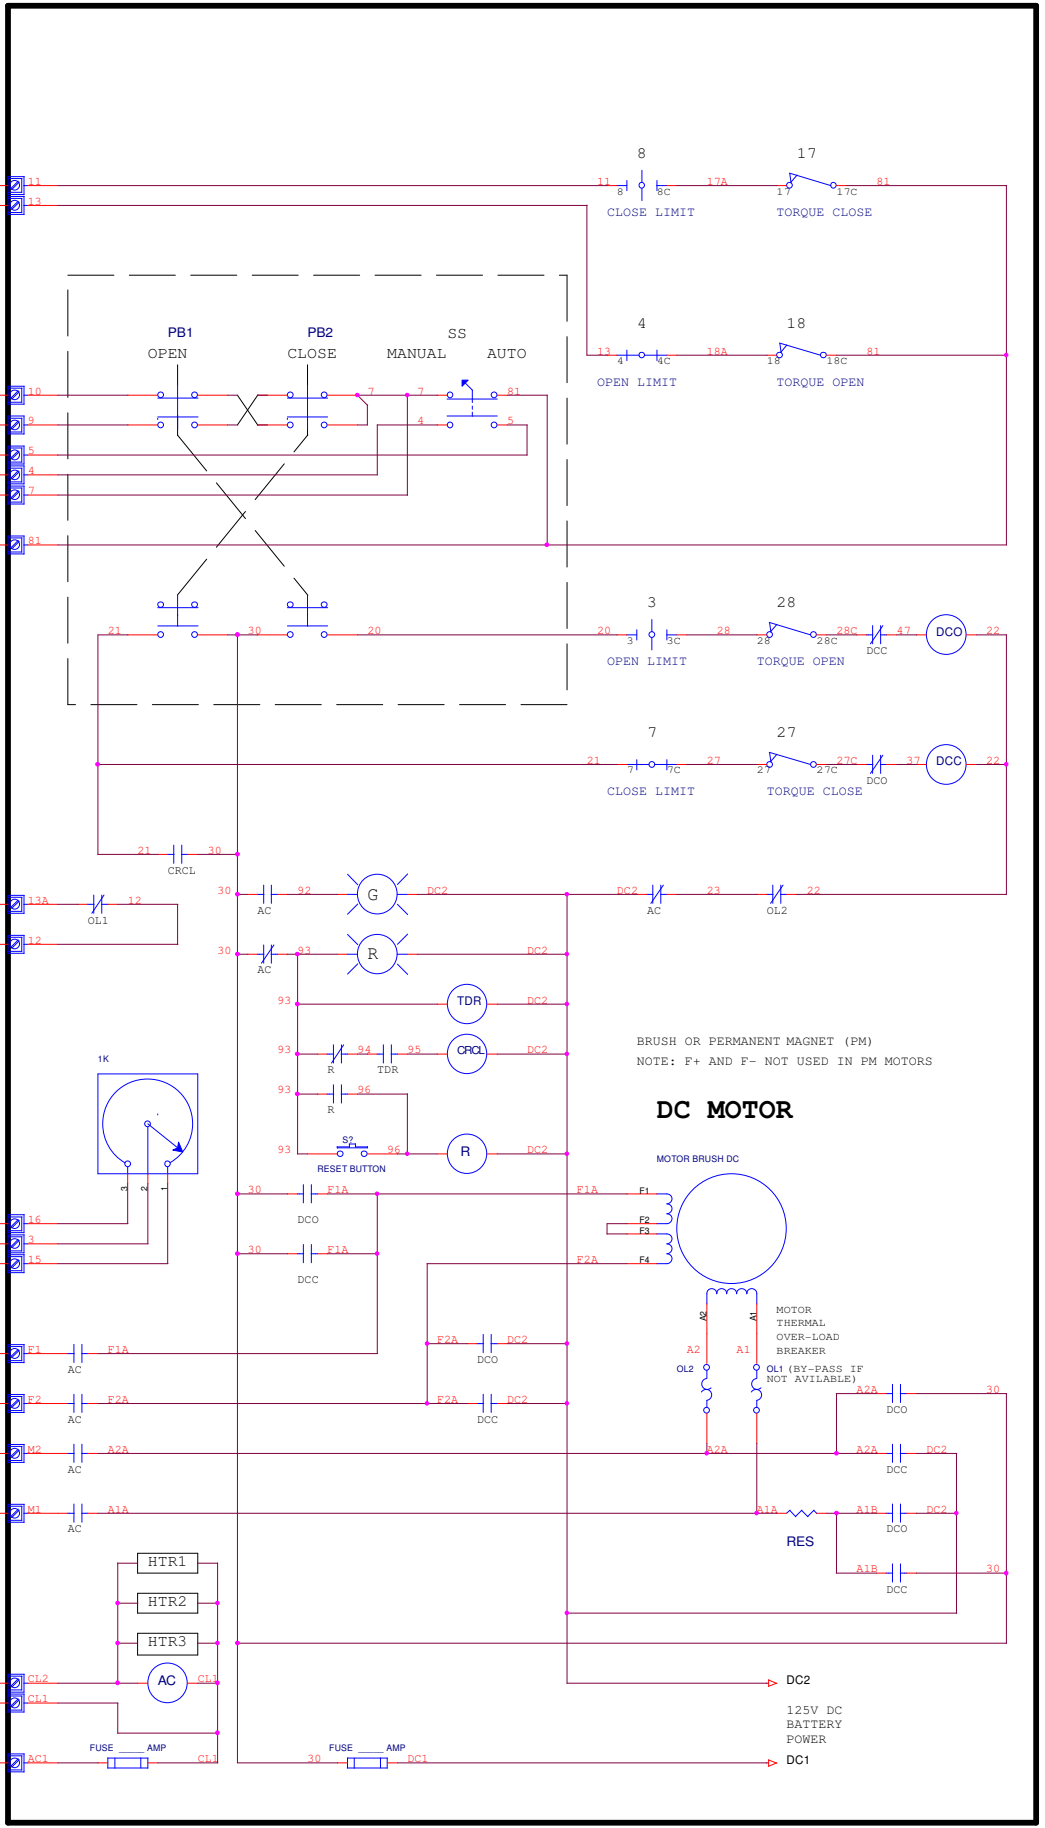 8 17
11 11 8 8C 17A 17 17C 81
13 CLOSE LIMIT TORQUE CLOSE
4 18
PB1 PB2 SS
OPEN CLOSE MANUAL AUTO
13 4 4C 18A 18 18C 81
OPEN LIMIT TORQUE OPEN
10 7 7 81
9 4 5
5
4
7
81
3 28
21 30 20 20 3 3C 28 28 28C 28C 47 DCO 22
OPEN LIMIT TORQUE OPEN DCC
7 27
21 7 7C 27 27 27C 27C 37 DCC 22
CLOSE LIMIT TORQUE CLOSE DCO
21 30
CRCL
30 92 G DC2 DC2 23 22
13A 12 AC AC OL2
OL1
12 30 93 R DC2
AC
93 TDR DC2
BRUSH OR PERMANENT MAGNET (PM)
93 94 95 CRCL DC2
1K R TDR NOTE: F+ AND F- NOT USED IN PM MOTORS
93 96
R
DC MOTOR
S?
93 96 R DC2
RESET BUTTON MOTOR BRUSH DC
3 2 1
30 F1A F1A F1
DCO
16 F2
3 F3
30 F1A
15 F2A F4
DCC
A2 A1 MOTOR
THERMAL
OVER-LOAD
BREAKER
F2A DC2 A2 A1
F1 F1A DCO
AC OL2 OL1 (BY-PASS IF
NOT AVILABLE)
A2A 30
F2 F2A F2A DC2 DCO
AC DCC
M2 A2A A2A A2A DC2
AC DCC
M1 A1A A1A A1B DC2
AC RES DCO
HTR1
A1B 30
DCC
HTR2
HTR3
CL2 AC CL1 DC2
CL1
125V DC
BATTERY
POWER
FUSE ____ AMP FUSE ____ AMP
AC1 CL1 30 DC1 DC1